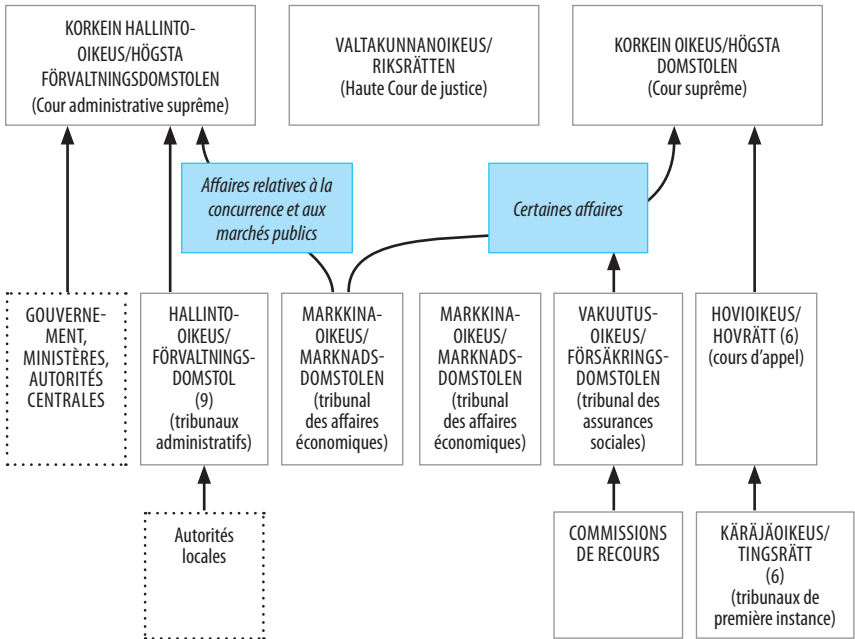 KORKEIN HALLINTO-
OIKEUS/HÖGSTA
FÖRVALTNINGSDOMSTOLEN
(Cour administrative suprême)
VALTAKUNNANOIKEUS/
RIKSRÄTTEN
(Haute Cour de justice)
KORKEIN OIKEUS/HÖGSTA
DOMSTOLEN
(Cour suprême)
Affaires relatives à la
concurrence et aux
marchés publics
Certaines affaires
GOUVERNE-
MENT,
MINISTÈRES,
AUTORITÉS
CENTRALES
HALLINTO-
OIKEUS/
FÖRVALTNINGS-
DOMSTOL
(9)
(tribunaux
administratifs)
MARKKINA-
OIKEUS/
MARKNADS-
DOMSTOLEN
(tribunal
des affaires
économiques)
MARKKINA-
OIKEUS/
MARKNADS-
DOMSTOLEN
(tribunal
des affaires
économiques)
VAKUUTUS-
OIKEUS/
FÖRSÄKRINGS-
DOMSTOLEN
(tribunal des
assurances
sociales)
HOVIOIKEUS/
HOVRÄTT (6)
(cours d'appel)
Autorités
locales
COMMISSIONS
DE RECOURS
KÄRÄJÄOIKEUS/
TINGSRÄTT
(6)
(tribunaux de
première instance)